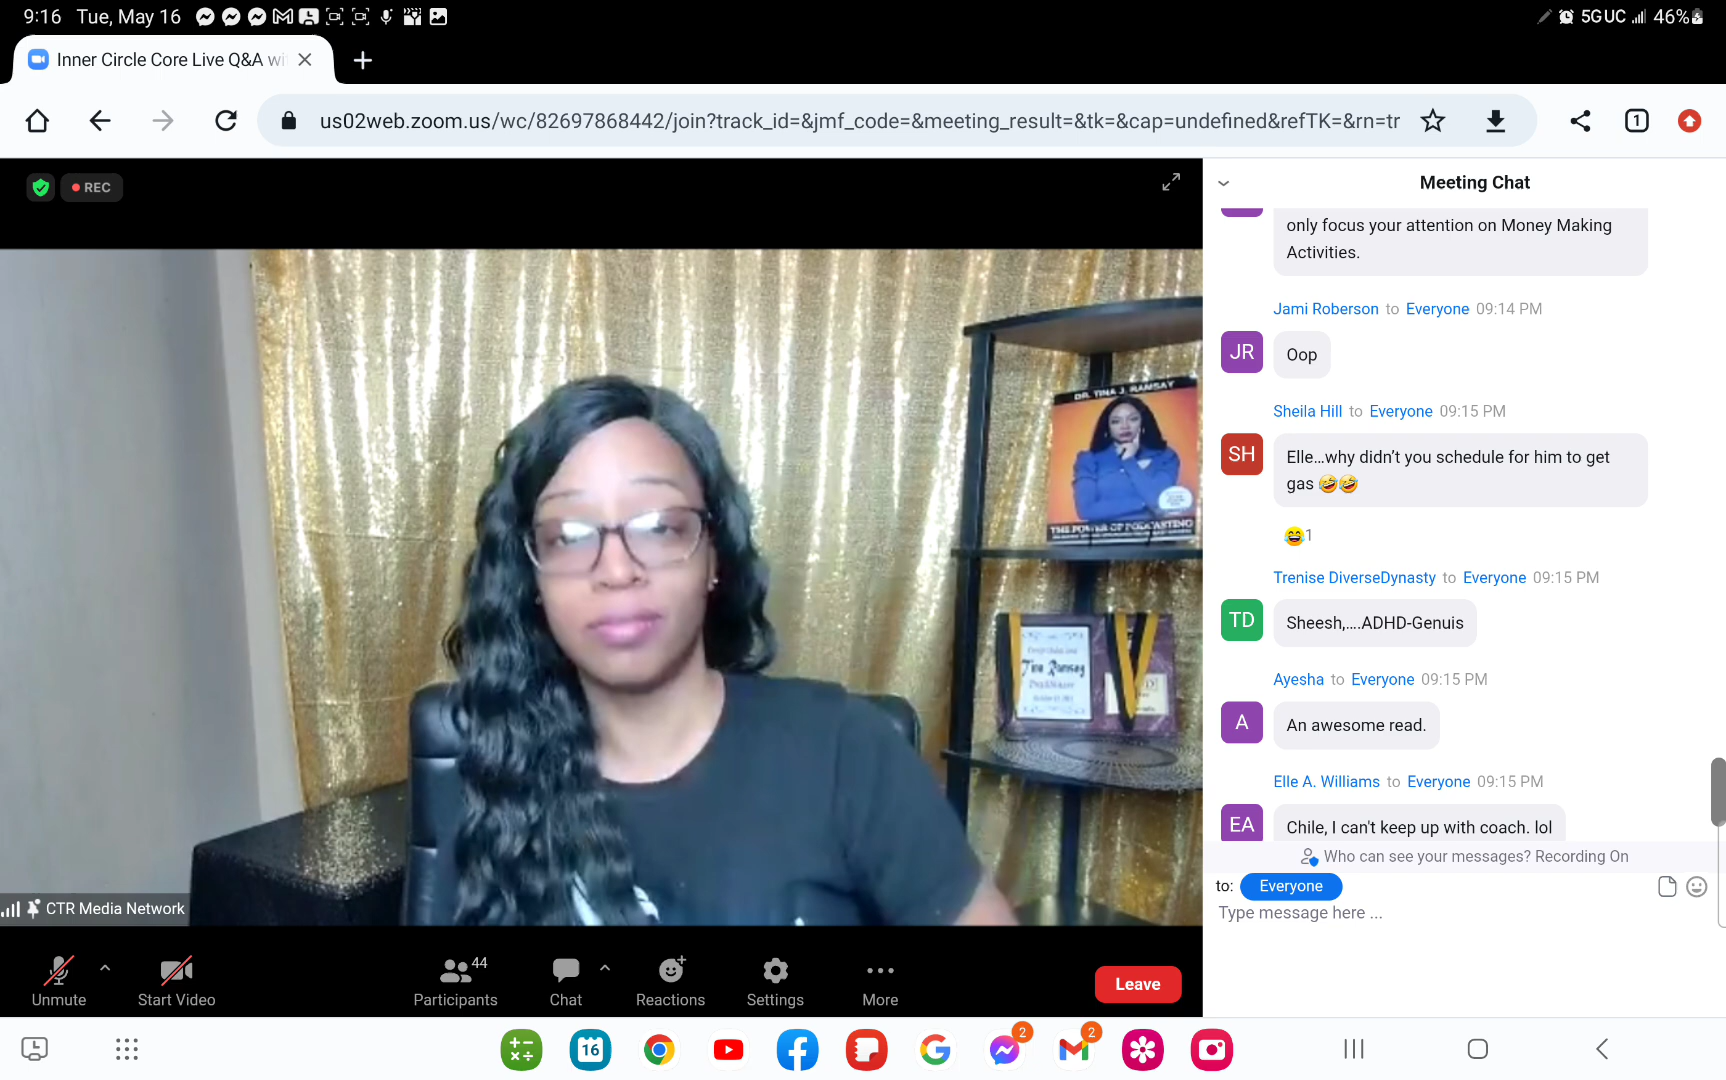 9:16 Tue, May 16
5GUC 46%
Inner Circle Core Live Q&A wi
us02web.zoom.us/wc/82697868442/join?track_id=&jmf_code=&meeting_result=&tk=&cap=undefined&refTK=&rn=tr
1
REC
DR. TINA J. RAMSAY
THE POWER OF PODCASTING
Tina Ramsay
CTR Media Network
Unmute
Start Video
44
Participants
Chat
Reactions
Settings
More
Leave
Meeting Chat
only focus your attention on Money Making
Activities.
Jami Roberson to Everyone 09:14 PM
JR
Oop
Sheila Hill to Everyone 09:15 PM
SH
Elle...why didn't you schedule for him to get
gas 🤣🤣
😂1
Trenise DiverseDynasty to Everyone 09:15 PM
TD
Sheesh,....ADHD-Genuis
Ayesha to Everyone 09:15 PM
A
An awesome read.
Elle A. Williams to Everyone 09:15 PM
EA
Chile, I can't keep up with coach. lol
Who can see your messages? Recording On
to: Everyone
Type message here ...
16
2
2